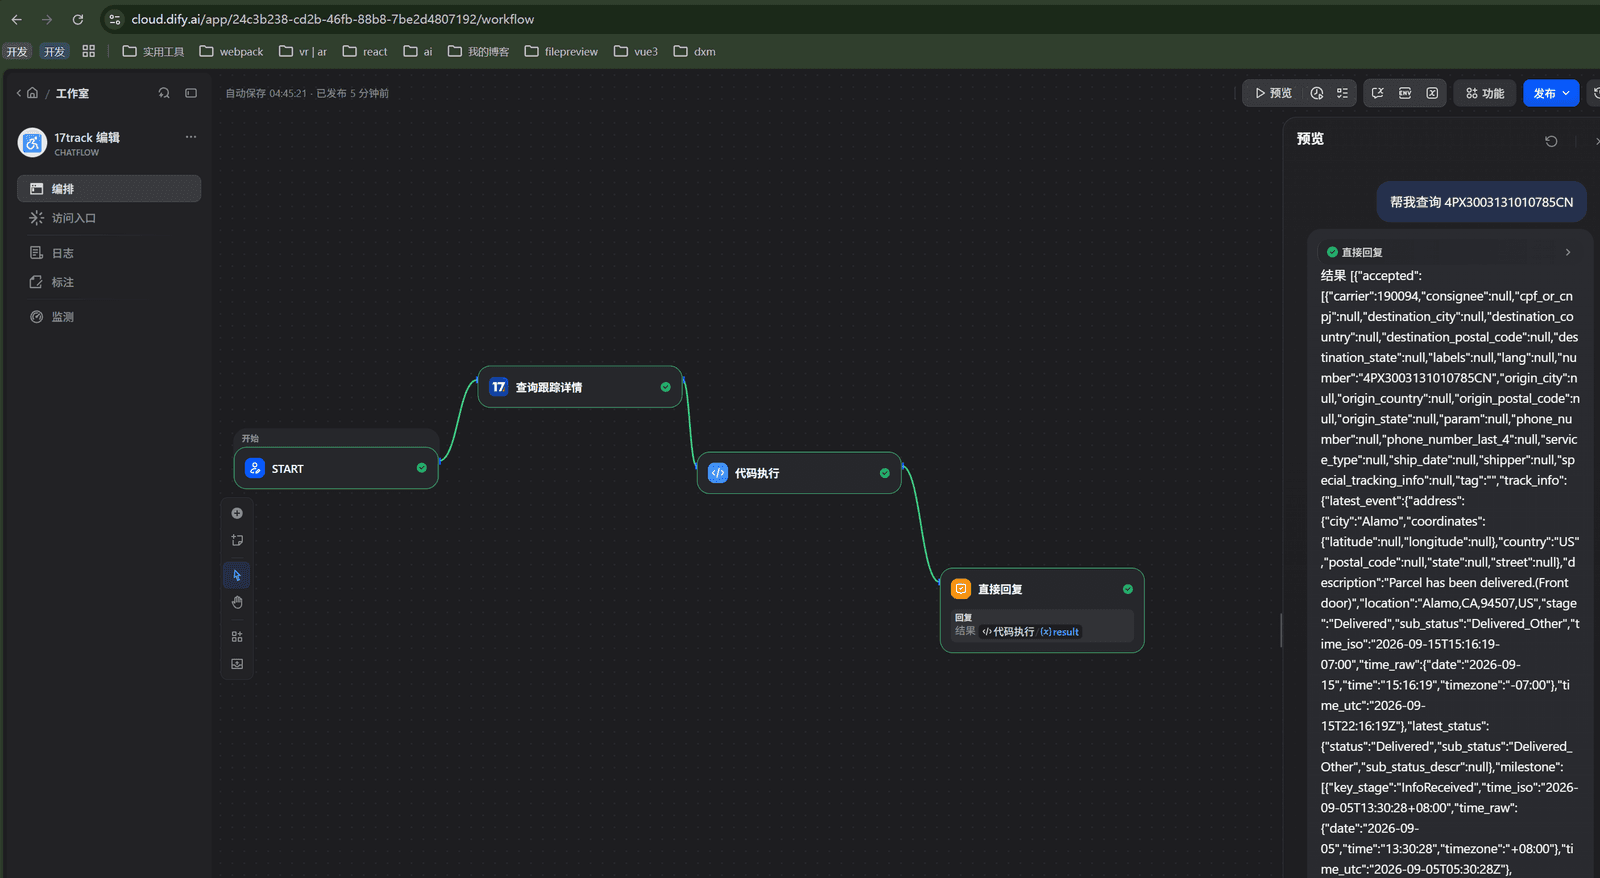 cloud.dify.ai/app/24c3b238-cd2b-46fb-88b8-7be2d4807192/workflow
开发 开发 实用工具 webpack vr | ar react ai 我的博客 filepreview vue3 dxm
/ 工作室
自动保存 04:45:21 · 已发布 5 分钟前
预览 ENV 功能 发布
17track 编辑
CHATFLOW
编排
访问入口
日志
标注
监测
开始
START
17 查询跟踪详情
代码执行
直接回复
回复
结果 代码执行/(x)result
预览
帮我查询 4PX3003131010785CN
直接回复
结果 [{"accepted":
[{"carrier":190094,"consignee":null,"cpf_or_cn
pj":null,"destination_city":null,"destination_co
untry":null,"destination_postal_code":null,"des
tination_state":null,"labels":null,"lang":null,"nu
mber":"4PX3003131010785CN","origin_city":n
ull,"origin_country":null,"origin_postal_code":n
ull,"origin_state":null,"param":null,"phone_nu
mber":null,"phone_number_last_4":null,"servic
e_type":null,"ship_date":null,"shipper":null,"sp
ecial_tracking_info":null,"tag":"","track_info":
{"latest_event":{"address":
{"city":"Alamo","coordinates":
{"latitude":null,"longitude":null},"country":"US"
,"postal_code":null,"state":null,"street":null},"d
escription":"Parcel has been delivered.(Front
door)","location":"Alamo,CA,94507,US","stage
":"Delivered","sub_status":"Delivered_Other","t
ime_iso":"2026-09-15T15:16:19-
07:00","time_raw":{"date":"2026-09-
15","time":"15:16:19","timezone":"-07:00"},"ti
me_utc":"2026-09-
15T22:16:19Z"},"latest_status":
{"status":"Delivered","sub_status":"Delivered_
Other","sub_status_descr":null},"milestone":
[{"key_stage":"InfoReceived","time_iso":"2026-
09-05T13:30:28+08:00","time_raw":
{"date":"2026-09-
05","time":"13:30:28","timezone":"+08:00"},"ti
me_utc":"2026-09-05T05:30:28Z"},